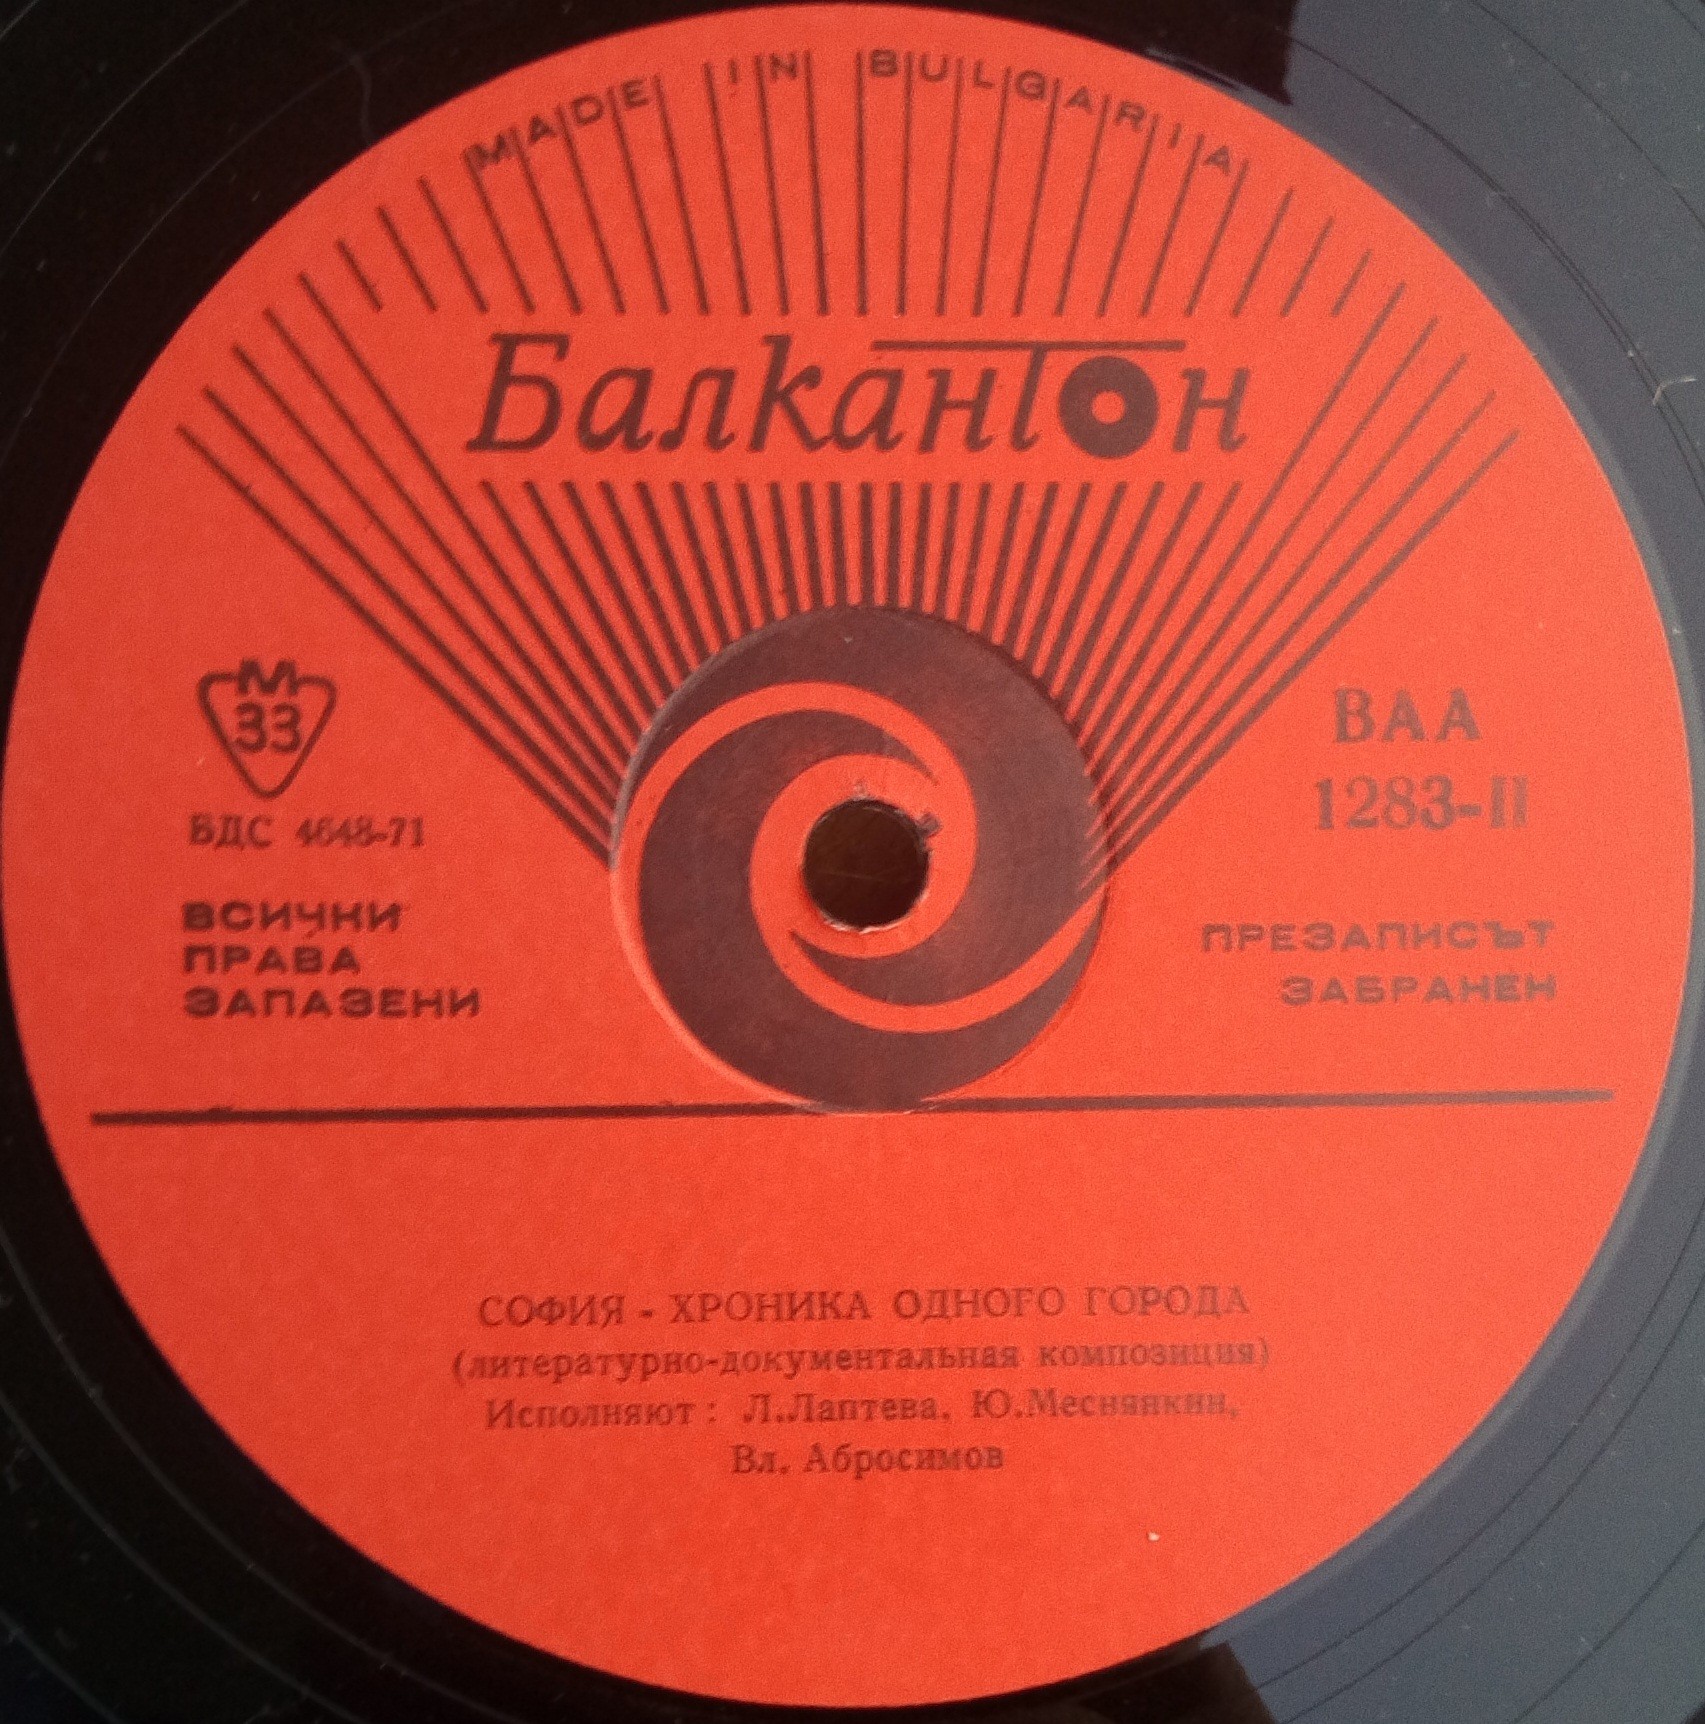 MADE IN BULGARIA
Балкантон
М
33
БДС 4648-71
ВСИЧКИ
ПРАВА
ЗАПАЗЕНИ
ВАА
1283-II
ПРЕЗАПИСЪТ
ЗАБРАНЕН
СОФИЯ - ХРОНИКА ОДНОГО ГОРОДА
(литературно-документальная композиция)
Исполняют: Л.Лаптева, Ю.Меснянкин,
Вл. Абросимов